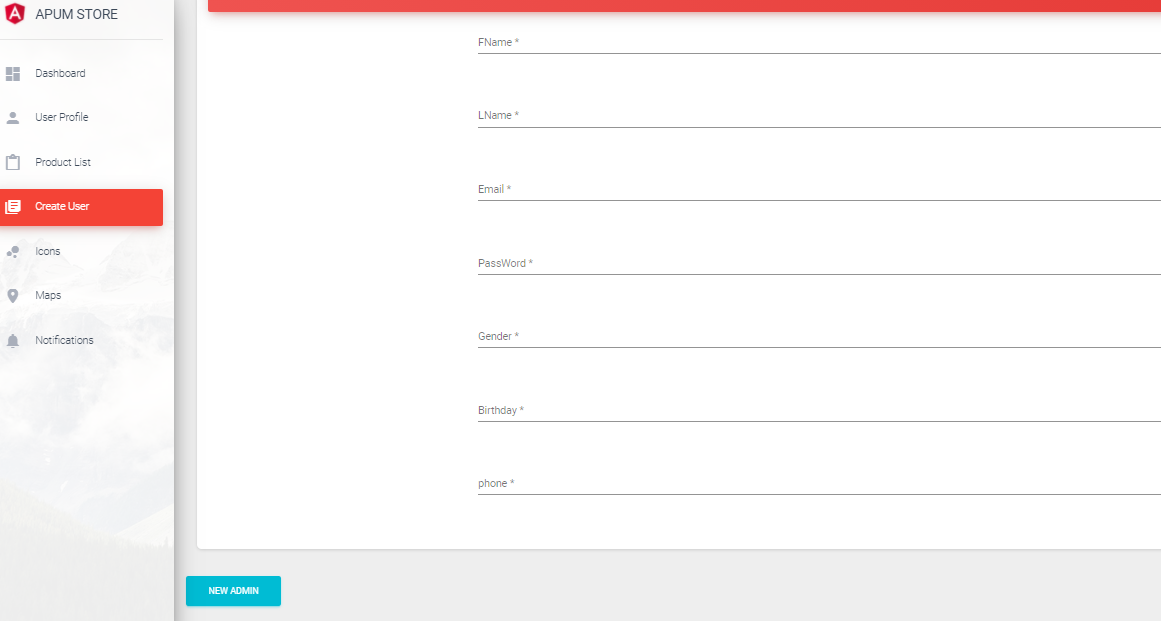 APUM STORE
Dashboard
User Profile
Product List
Create User
Icons
Maps
Notifications
FName *
LName *
Email *
PassWord *
Gender *
Birthday *
phone *
NEW ADMIN